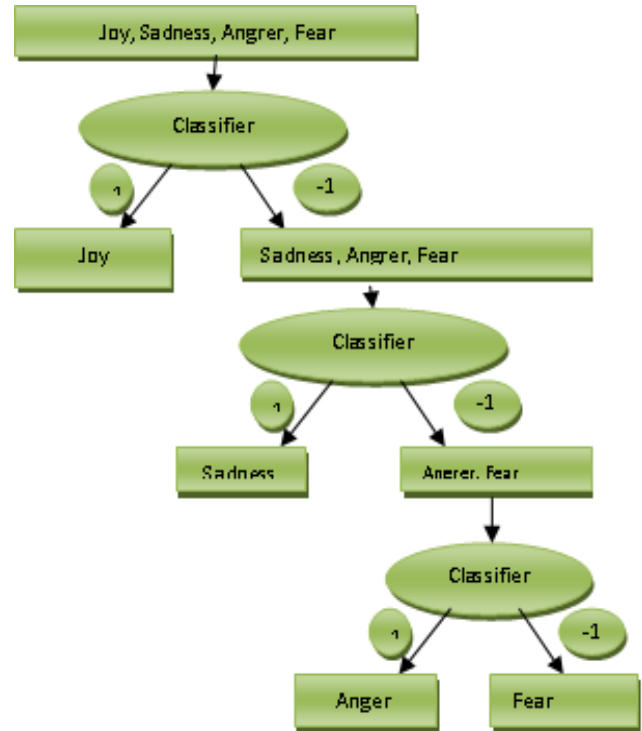 Joy, Sadness, Angrer, Fear
Classifier
1
-1
Joy
Sadness, Angrer, Fear
Classifier
1
-1
Sadness
Angrer, Fear
Classifier
1
-1
Anger
Fear